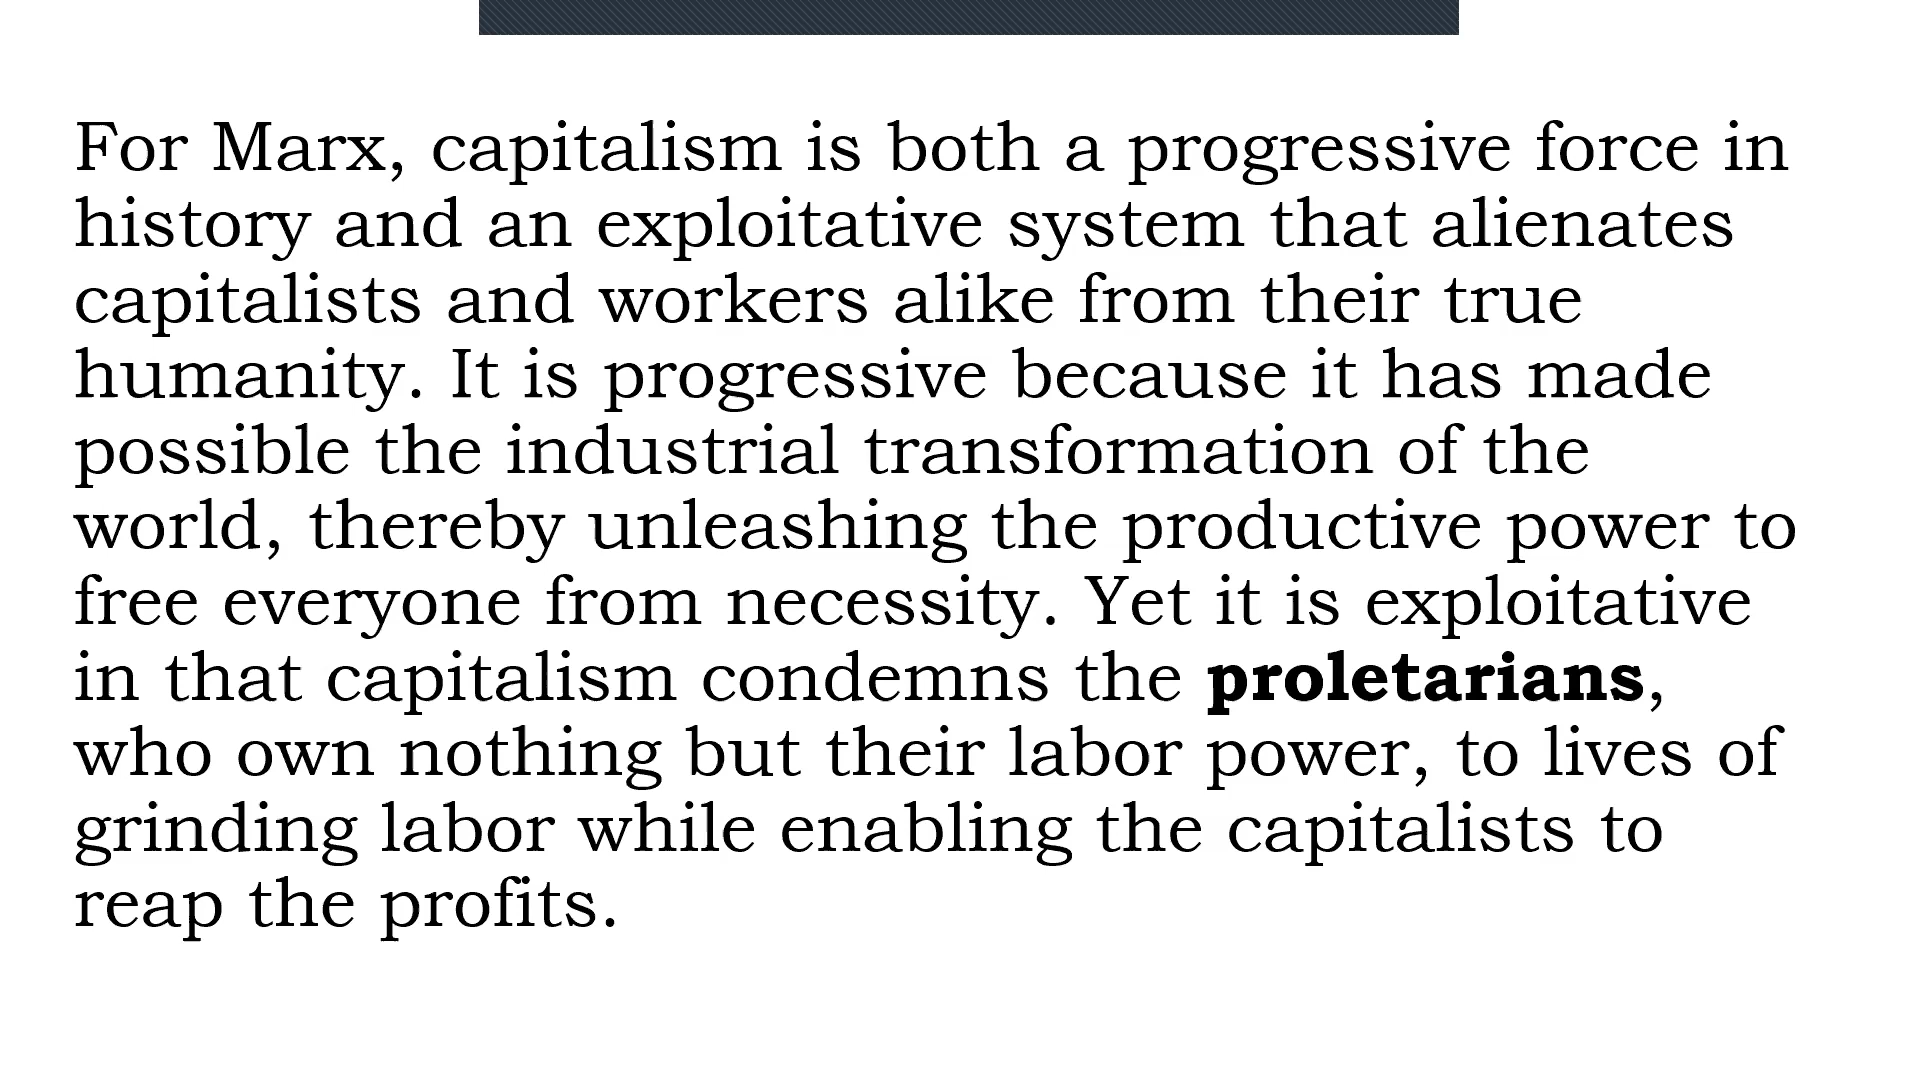 For Marx, capitalism is both a progressive force in
history and an exploitative system that alienates
capitalists and workers alike from their true
humanity. It is progressive because it has made
possible the industrial transformation of the
world, thereby unleashing the productive power to
free everyone from necessity. Yet it is exploitative
in that capitalism condemns the proletarians,
who own nothing but their labor power, to lives of
grinding labor while enabling the capitalists to
reap the profits.